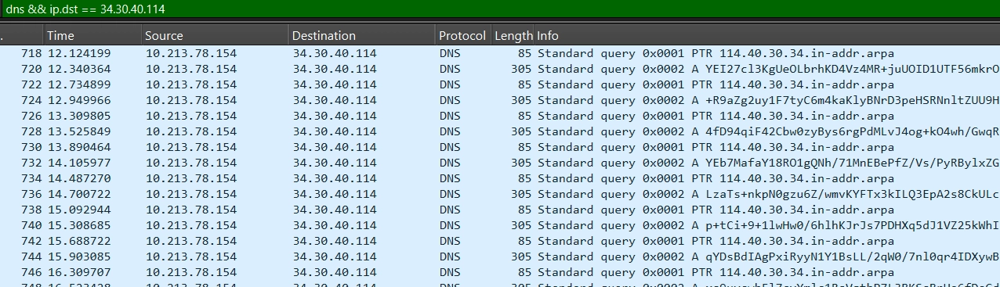 dns && ip.dst == 34.30.40.114
. Time Source Destination Protocol Length Info
718 12.124199 10.213.78.154 34.30.40.114 DNS 85 Standard query 0x0001 PTR 114.40.30.34.in-addr.arpa
720 12.340364 10.213.78.154 34.30.40.114 DNS 305 Standard query 0x0002 A YEI27cl3KgUeOLbrhKD4Vz4MR+juUOID1UTF56mkrO
722 12.734899 10.213.78.154 34.30.40.114 DNS 85 Standard query 0x0001 PTR 114.40.30.34.in-addr.arpa
724 12.949966 10.213.78.154 34.30.40.114 DNS 305 Standard query 0x0002 A +R9aZg2uy1F7tyC6m4kaKlyBNrD3peHSRNnltZUU9H
726 13.309805 10.213.78.154 34.30.40.114 DNS 85 Standard query 0x0001 PTR 114.40.30.34.in-addr.arpa
728 13.525849 10.213.78.154 34.30.40.114 DNS 305 Standard query 0x0002 A 4fD94qiF42Cbw0zyBys6rgPdMLvJ4og+kO4wh/GwqR
730 13.890464 10.213.78.154 34.30.40.114 DNS 85 Standard query 0x0001 PTR 114.40.30.34.in-addr.arpa
732 14.105977 10.213.78.154 34.30.40.114 DNS 305 Standard query 0x0002 A YEb7MafaY18RO1gQNh/71MnEBePfZ/Vs/PyRBylxZG
734 14.487270 10.213.78.154 34.30.40.114 DNS 85 Standard query 0x0001 PTR 114.40.30.34.in-addr.arpa
736 14.700722 10.213.78.154 34.30.40.114 DNS 305 Standard query 0x0002 A LzaTs+nkpN0gzu6Z/wmvKYFTx3kILQ3EpA2s8CkULc
738 15.092944 10.213.78.154 34.30.40.114 DNS 85 Standard query 0x0001 PTR 114.40.30.34.in-addr.arpa
740 15.308685 10.213.78.154 34.30.40.114 DNS 305 Standard query 0x0002 A p+tCi+9+1lwHw0/6hlhKJrJs7PDHXq5dJ1VZ25kWhI
742 15.688722 10.213.78.154 34.30.40.114 DNS 85 Standard query 0x0001 PTR 114.40.30.34.in-addr.arpa
744 15.903085 10.213.78.154 34.30.40.114 DNS 305 Standard query 0x0002 A qYDsBdIAgPxiRyyN1Y1BsLL/2qW0/7nl0qr4IDXywB
746 16.309707 10.213.78.154 34.30.40.114 DNS 85 Standard query 0x0001 PTR 114.40.30.34.in-addr.arpa
10.213.78.154 34.30.40.114 DNS 305 Standard query 0x0002 A